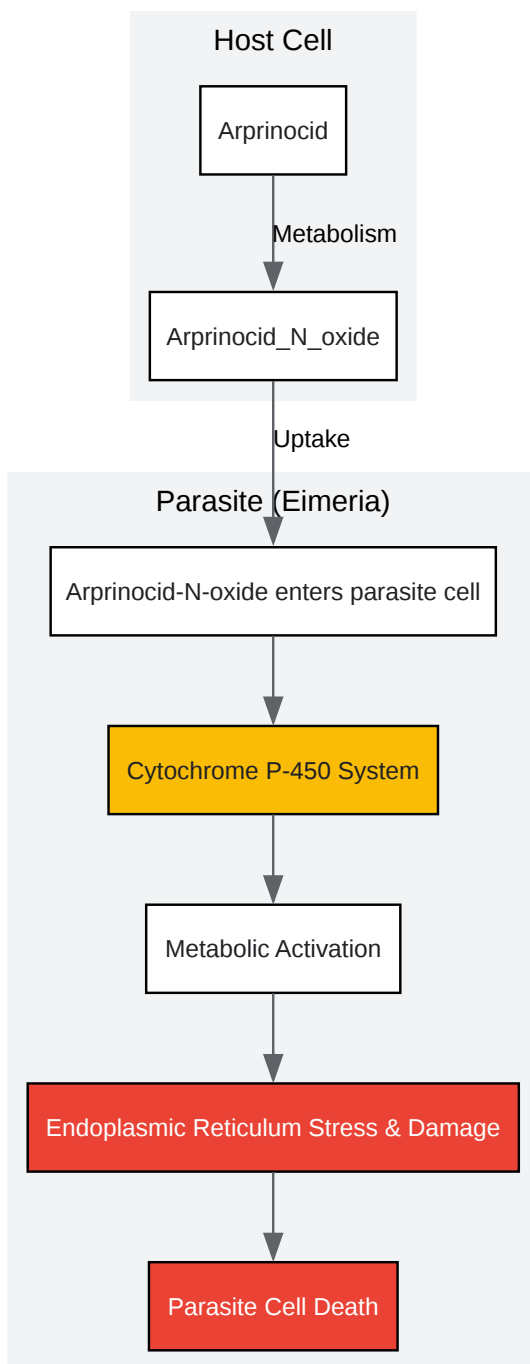 Host Cell
Arprinocid
Metabolism
Arprinocid_N_oxide
Uptake
Parasite (Eimeria)
Arprinocid-N-oxide enters parasite cell
Cytochrome P-450 System
Metabolic Activation
Endoplasmic Reticulum Stress & Damage
Parasite Cell Death